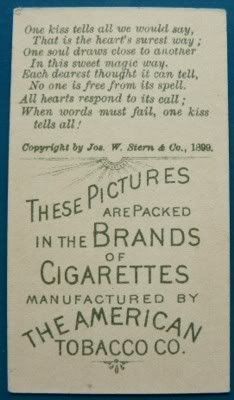 One kiss tells all we would say,
That is the heart's surest way;
One soul draws close to another
In this sweet magic way.
Each dearest thought it can tell,
No one is free from its spell.
All hearts respond to its call;
When words must fail, one kiss
tells all!
Copyright by Jos. W. Stern & Co., 1899.
THESE PICTURES
ARE PACKED
IN THE BRANDS
OF
CIGARETTES
MANUFACTURED BY
THE AMERICAN
TOBACCO CO.